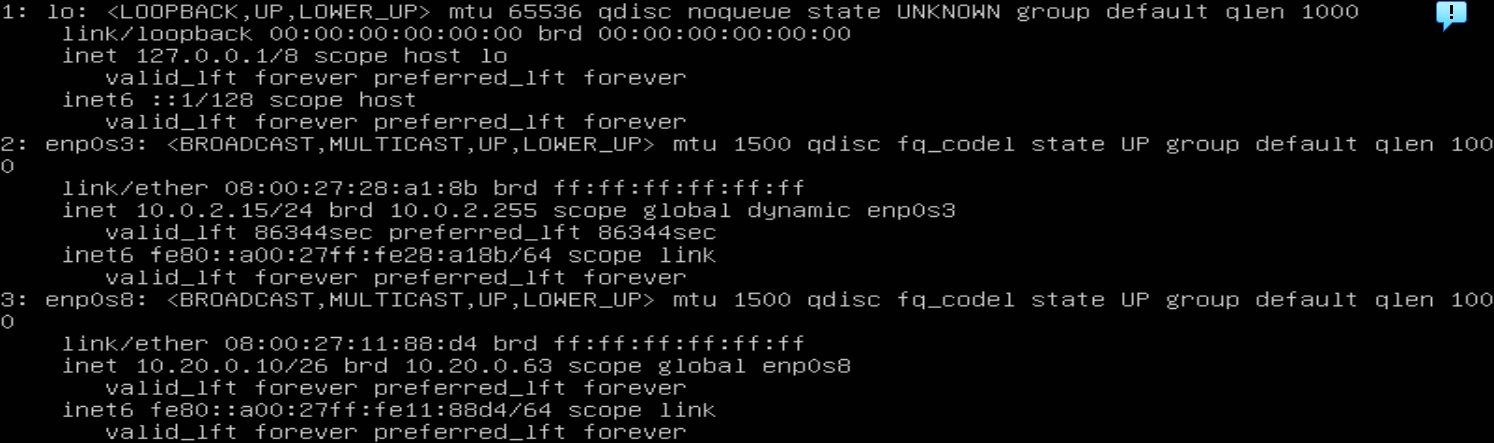 1: lo: <LOOPBACK,UP,LOWER_UP> mtu 65536 qdisc noqueue state UNKNOWN group default qlen 1000
    link/loopback 00:00:00:00:00:00 brd 00:00:00:00:00:00
    inet 127.0.0.1/8 scope host lo
       valid_lft forever preferred_lft forever
    inet6 ::1/128 scope host
       valid_lft forever preferred_lft forever
2: enp0s3: <BROADCAST,MULTICAST,UP,LOWER_UP> mtu 1500 qdisc fq_codel state UP group default qlen 100
0
    link/ether 08:00:27:28:a1:8b brd ff:ff:ff:ff:ff:ff
    inet 10.0.2.15/24 brd 10.0.2.255 scope global dynamic enp0s3
       valid_lft 86344sec preferred_lft 86344sec
    inet6 fe80::a00:27ff:fe28:a18b/64 scope link
       valid_lft forever preferred_lft forever
3: enp0s8: <BROADCAST,MULTICAST,UP,LOWER_UP> mtu 1500 qdisc fq_codel state UP group default qlen 100
0
    link/ether 08:00:27:11:88:d4 brd ff:ff:ff:ff:ff:ff
    inet 10.20.0.10/26 brd 10.20.0.63 scope global enp0s8
       valid_lft forever preferred_lft forever
    inet6 fe80::a00:27ff:fe11:88d4/64 scope link
       valid_lft forever preferred_lft forever